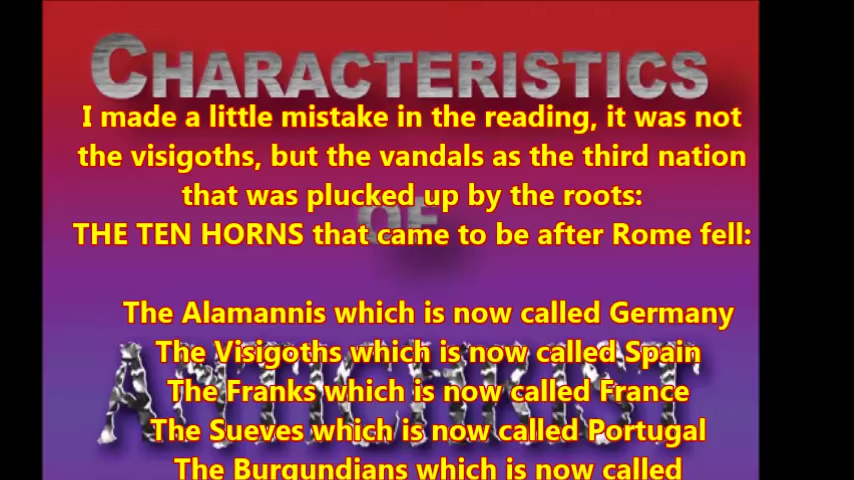 CHARACTERISTICS
I made a little mistake in the reading, it was not
the visigoths, but the vandals as the third nation
that was plucked up by the roots:
OF
THE TEN HORNS that came to be after Rome fell:
The Alamannis which is now called Germany
The Visigoths which is now called Spain
ANTICHRIST
The Franks which is now called France
The Sueves which is now called Portugal
The Burgundians which is now called